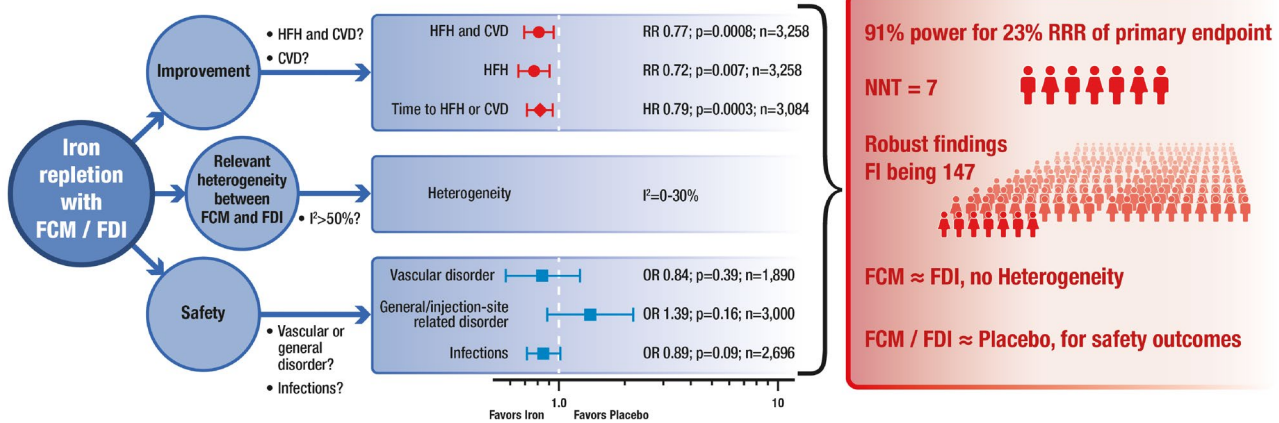 Iron
repletion
with
FCM / FDI
Improvement
• HFH and CVD?
• CVD?
Relevant
heterogeneity
between
FCM and FDI
• I²>50%?
Safety
• Vascular or
general
disorder?
• Infections?
HFH and CVD RR 0.77; p=0.0008; n=3,258
HFH RR 0.72; p=0.007; n=3,258
Time to HFH or CVD HR 0.79; p=0.0003; n=3,084
Heterogeneity I²=0-30%
Vascular disorder OR 0.84; p=0.39; n=1,890
General/injection-site
related disorder OR 1.39; p=0.16; n=3,000
Infections OR 0.89; p=0.09; n=2,696
1.0 10
Favors Iron Favors Placebo
91% power for 23% RRR of primary endpoint
NNT = 7
Robust findings
FI being 147
FCM ≈ FDI, no Heterogeneity
FCM / FDI ≈ Placebo, for safety outcomes